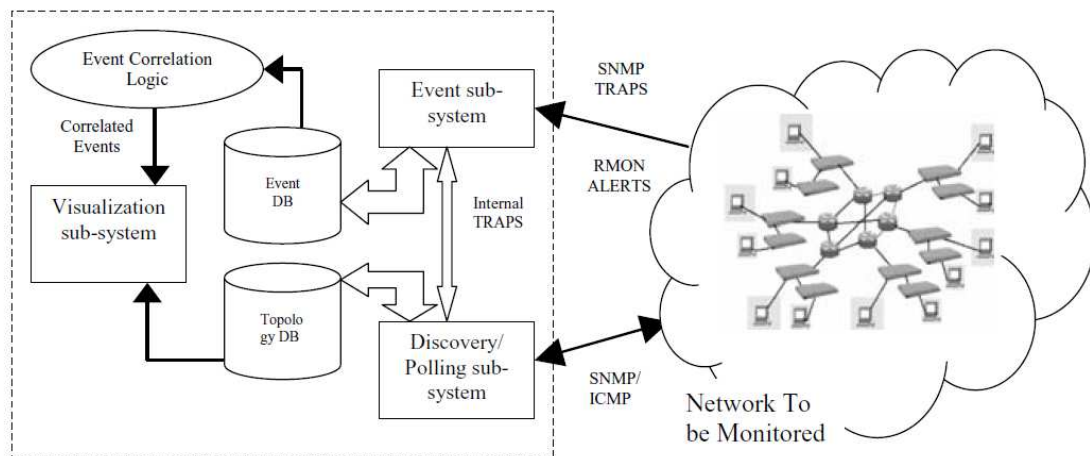 Event Correlation
Logic
Correlated
Events
Visualization
sub-system
Event
DB
Topolo
gy DB
Event sub-
system
Internal
TRAPS
Discovery/
Polling sub-
system
SNMP
TRAPS
RMON
ALERTS
SNMP/
ICMP
Network To
be Monitored